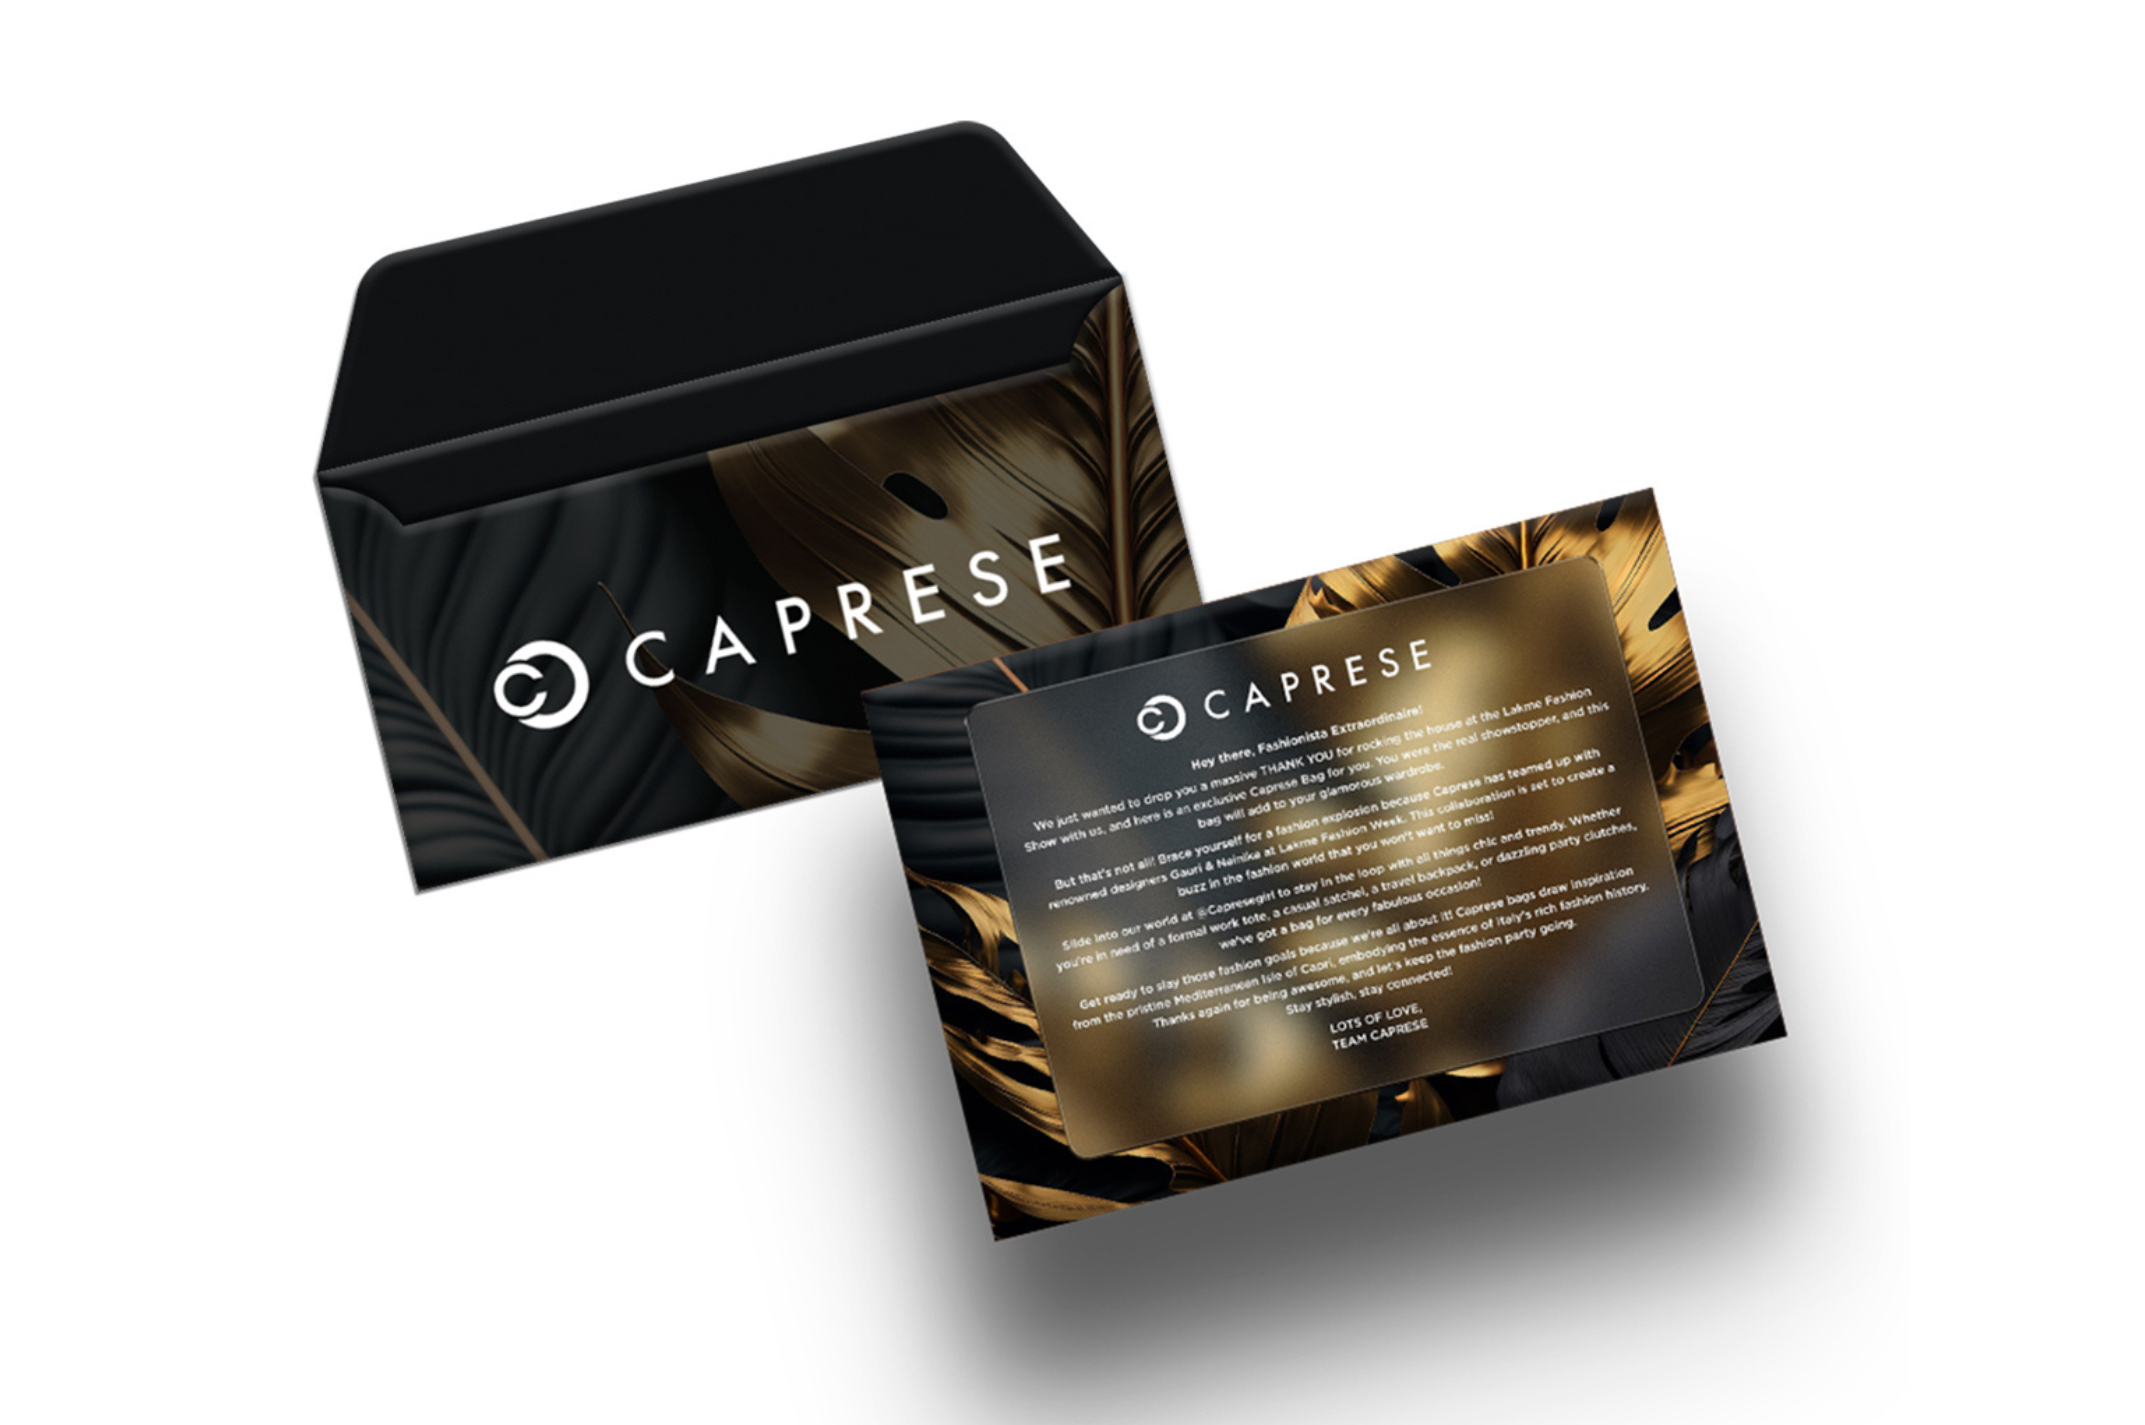 CAPRESE
CAPRESE
Hey there, Fashionista Extraordinaire!
We just wanted to drop you a massive THANK YOU for rocking the house at the Lakme Fashion
Show with us, and here is an exclusive Caprese Bag for you. You were the real showstopper, and this
bag will add to your glamorous wardrobe.
But that's not all! Brace yourself for a fashion explosion because Caprese has teamed up with
renowned designers Gauri & Nainika at Lakme Fashion Week. This collaboration is set to create a
buzz in the fashion world that you won't want to miss!
Slide into our world at @Capresegirl to stay in the loop with all things chic and trendy. Whether
you're in need of a formal work tote, a casual satchel, a travel backpack, or dazzling party clutches,
we've got a bag for every fabulous occasion!
Get ready to slay those fashion goals because we're all about it! Caprese bags draw inspiration
from the pristine Mediterranean Isle of Capri, embodying the essence of Italy's rich fashion history.
Thanks again for being awesome, and let's keep the fashion party going.
Stay stylish, stay connected!
LOTS OF LOVE,
TEAM CAPRESE